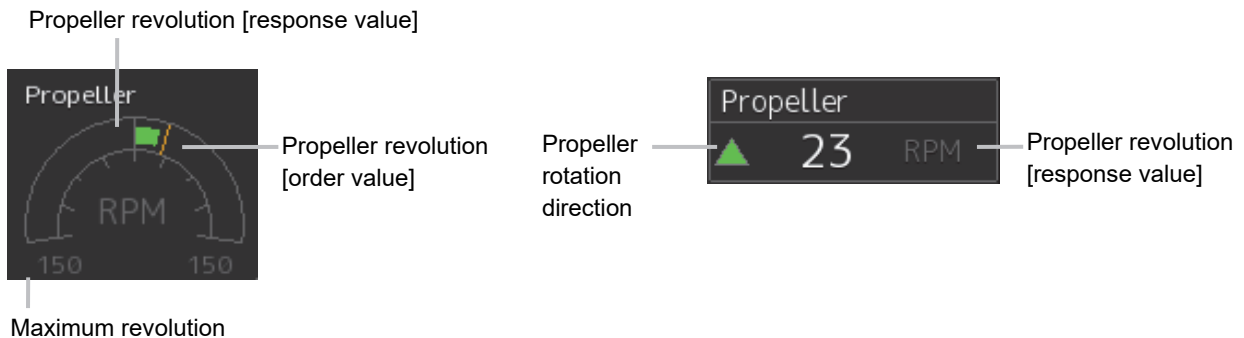 Propeller revolution [response value]
Propeller
RPM
150 150
Propeller revolution
[order value]
Maximum revolution
Propeller
rotation
direction
Propeller
23 RPM
Propeller revolution
[response value]